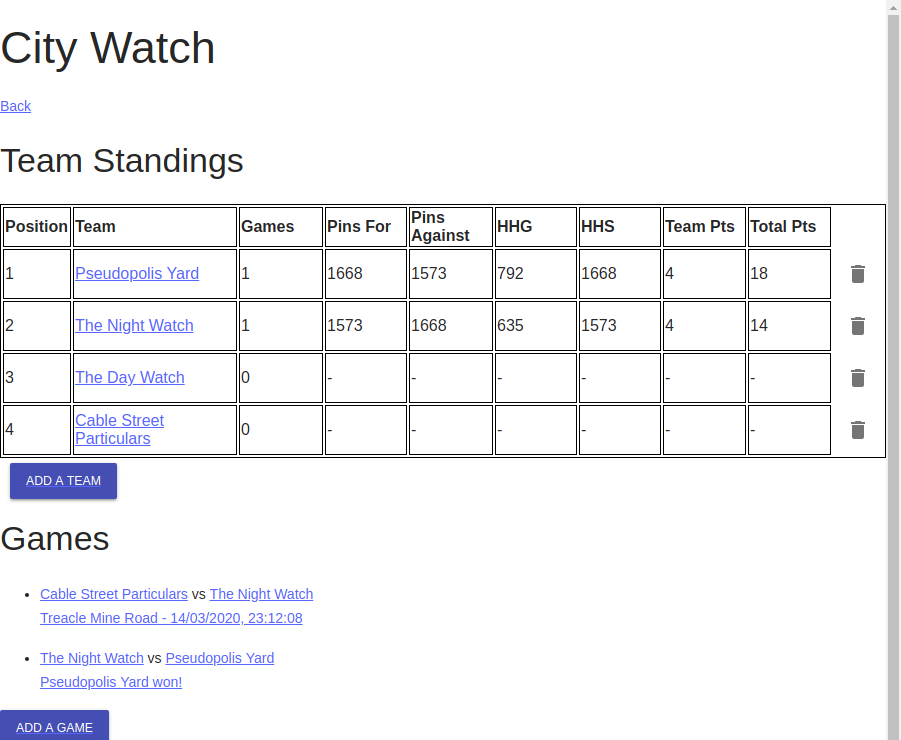 City Watch
Back
Team Standings
Position Team Games Pins For Pins Against HHG HHS Team Pts Total Pts
1 Pseudopolis Yard 1 1668 1573 792 1668 4 18
2 The Night Watch 1 1573 1668 635 1573 4 14
3 The Day Watch 0 - - - - - -
4 Cable Street Particulars 0 - - - - - -
ADD A TEAM
Games
• Cable Street Particulars vs The Night Watch
Treacle Mine Road - 14/03/2020, 23:12:08
• The Night Watch vs Pseudopolis Yard
Pseudopolis Yard won!
ADD A GAME